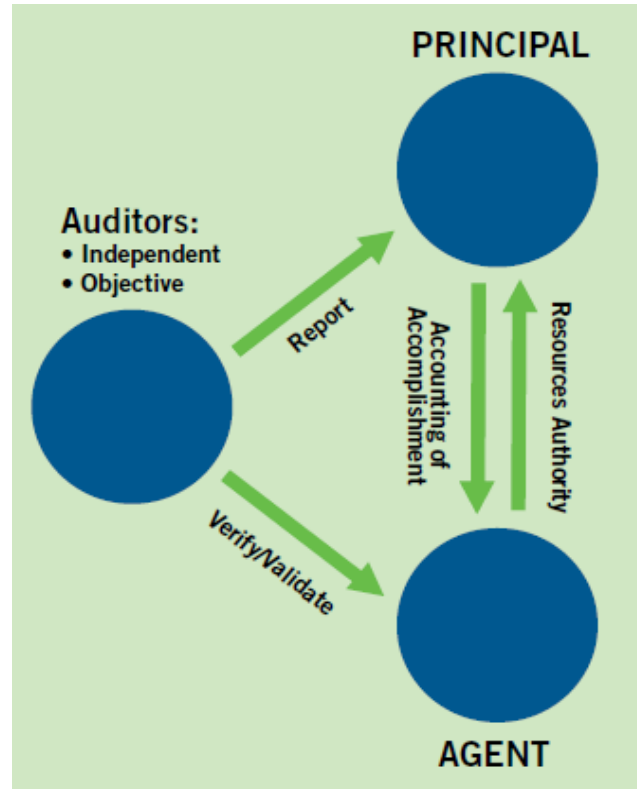 PRINCIPAL
Auditors:
• Independent
• Objective
Report
Accounting of
Accomplishment
Resources Authority
Verify/Validate
AGENT